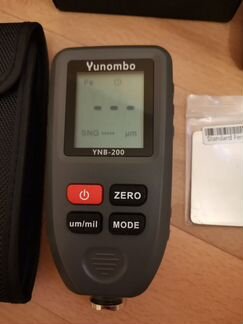 Yunombo
Fe
- - -
SNG ----- µm
YNB-200
ZERO
um/mil
MODE
Standard